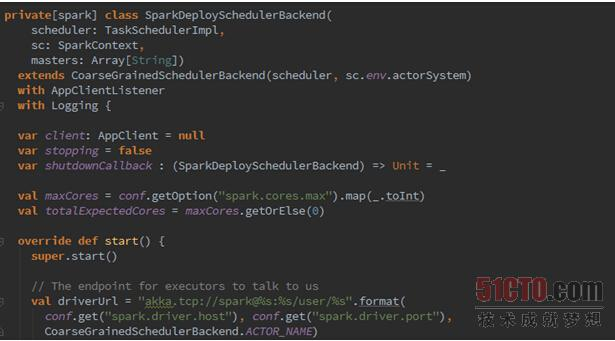 private[spark] class SparkDeploySchedulerBackend(
    scheduler: TaskSchedulerImpl,
    sc: SparkContext,
    masters: Array[String])
  extends CoarseGrainedSchedulerBackend(scheduler, sc.env.actorSystem)
  with AppClientListener
  with Logging {
  var client: AppClient = null
  var stopping = false
  var shutdownCallback : (SparkDeploySchedulerBackend) => Unit = _
  val maxCores = conf.getOption("spark.cores.max").map(_.toInt)
  val totalExpectedCores = maxCores.getOrElse(0)
  override def start() {
    super.start()
    // The endpoint for executors to talk to us
    val driverUrl = "akka.tcp://spark@%s:%s/user/%s".format(
      conf.get("spark.driver.host"), conf.get("spark.driver.port"),
      CoarseGrainedSchedulerBackend.ACTOR_NAME)
51CTO.com
技术成就梦想